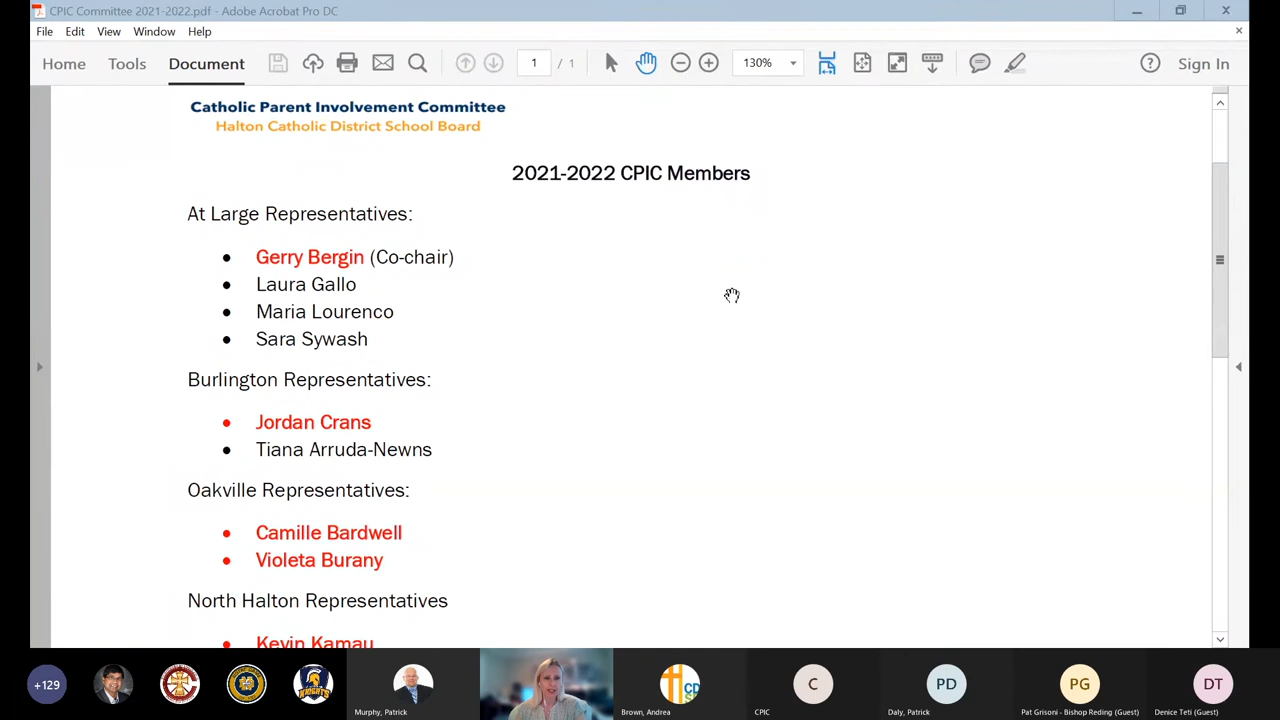 CPIC Committee 2021-2022.pdf - Adobe Acrobat Pro DC
File Edit View Window Help
Home Tools Document 1 / 1 130% Sign In
Catholic Parent Involvement Committee
Halton Catholic District School Board
2021-2022 CPIC Members
At Large Representatives:
• Gerry Bergin (Co-chair)
• Laura Gallo
• Maria Lourenco
• Sara Sywash
Burlington Representatives:
• Jordan Crans
• Tiana Arruda-Newns
Oakville Representatives:
• Camille Bardwell
• Violeta Burany
North Halton Representatives
• Kevin Kamau
+129 KNIGHTS CD C PD PG DT
Murphy, Patrick Brown, Andrea CPIC Daly, Patrick Pat Grisoni - Bishop Reding (Guest) Denice Teti (Guest)